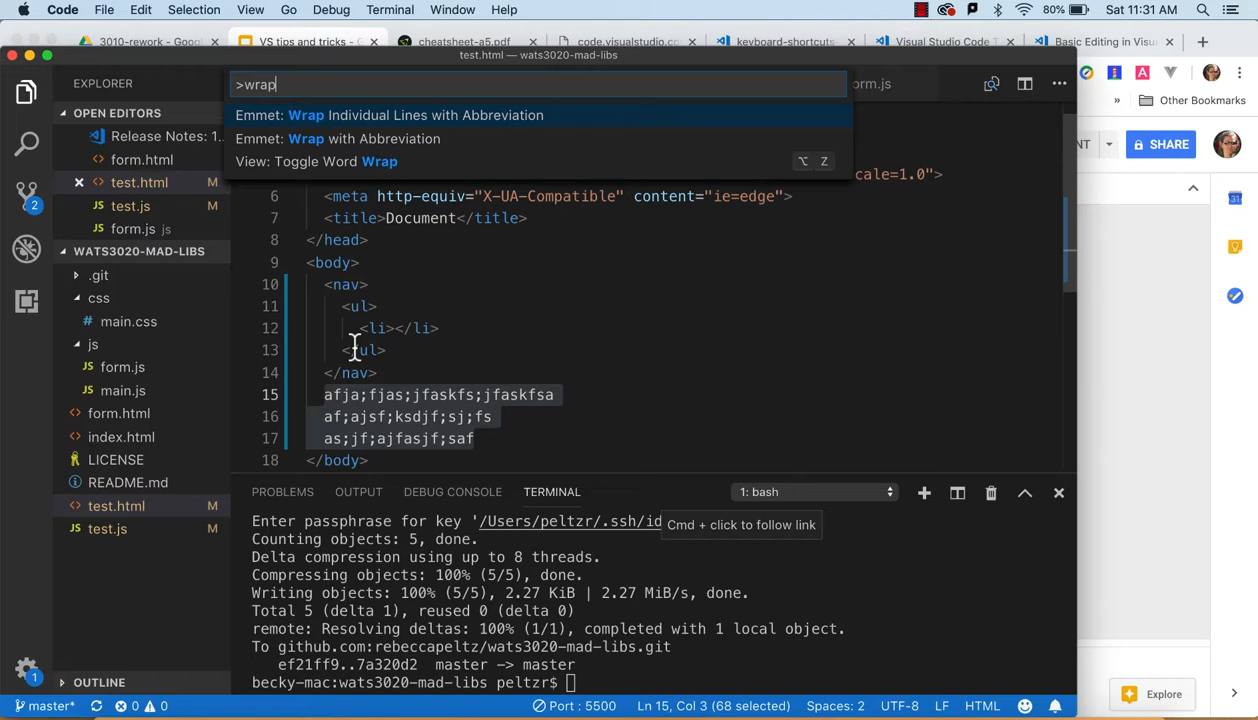 Code File Edit Selection View Go Debug Terminal Window Help 80% Sat 11:31 AM
3010-rework - Goog VS tips and tricks - G cheatsheet-a5.pdf code.visualstudio.co keyboard-shortcuts- Visual Studio Code T Basic Editing in Visua
test.html — wats3020-mad-libs
EXPLORER
>wrap
orm.js
Emmet: Wrap Individual Lines with Abbreviation
Emmet: Wrap with Abbreviation
View: Toggle Word Wrap ⌥ Z
» Other Bookmarks
NT SHARE
OPEN EDITORS
Release Notes: 1...
form.html
test.html M
test.js M
form.js js
WATS3020-MAD-LIBS
.git
css
main.css
js
form.js
main.js
form.html
index.html
LICENSE
README.md
test.html M
test.js M
OUTLINE
2
1
cale=1.0">
6 <meta http-equiv="X-UA-Compatible" content="ie=edge">
7 <title>Document</title>
8 </head>
9 <body>
10 <nav>
11 <ul>
12 <li></li>
13 </ul>
14 </nav>
15 afja;fjas;jfaskfs;jfaskfsa
16 af;ajsf;ksdjf;sj;fs
17 as;jf;ajfasjf;saf
18 </body>
PROBLEMS OUTPUT DEBUG CONSOLE TERMINAL 1: bash
Enter passphrase for key '/Users/peltzr/.ssh/id
Cmd + click to follow link
Counting objects: 5, done.
Delta compression using up to 8 threads.
Compressing objects: 100% (5/5), done.
Writing objects: 100% (5/5), 2.27 KiB | 2.27 MiB/s, done.
Total 5 (delta 1), reused 0 (delta 0)
remote: Resolving deltas: 100% (1/1), completed with 1 local object.
To github.com:rebeccapeltz/wats3020-mad-libs.git
ef21ff9..7a320d2 master -> master
becky-mac:wats3020-mad-libs peltzr$
master* 0 0 Port : 5500 Ln 15, Col 3 (68 selected) Spaces: 2 UTF-8 LF HTML
31
Explore